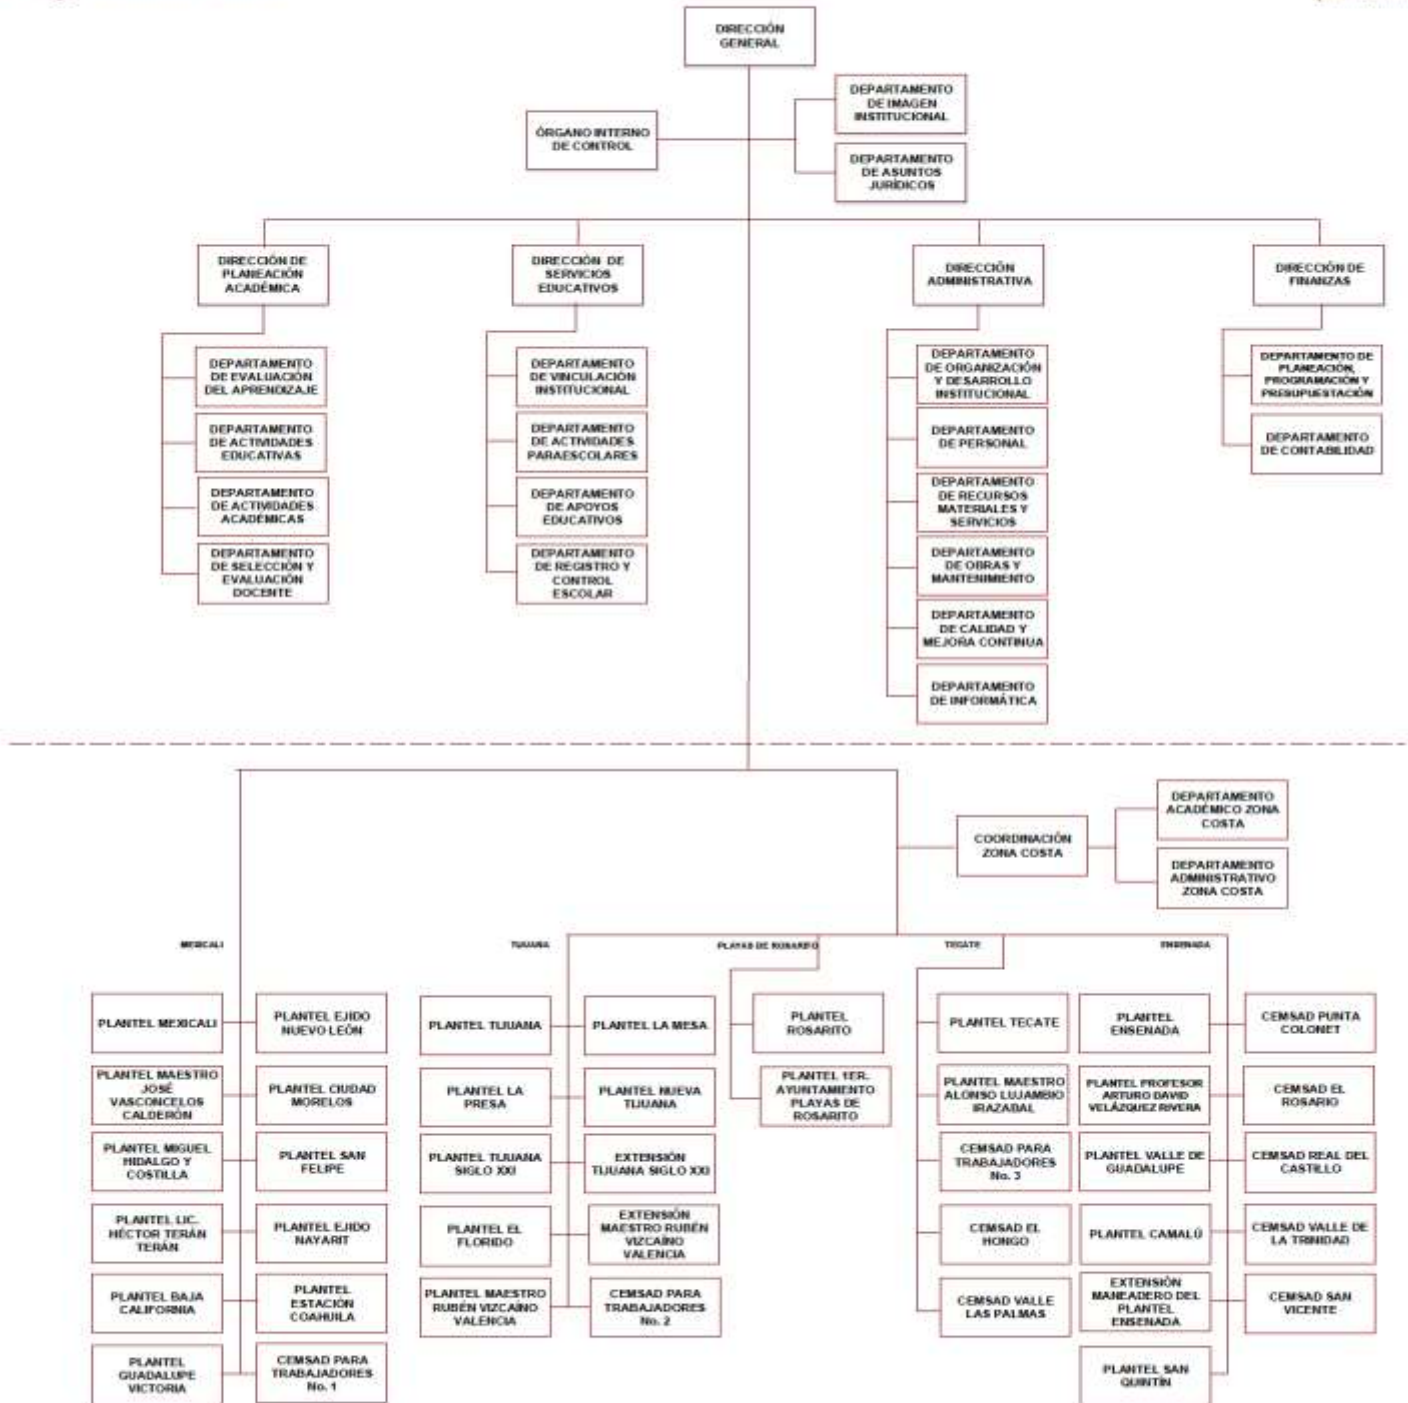 DIRECCIÓN
GENERAL
DEPARTAMENTO
DE IMAGEN
INSTITUCIONAL
ÓRGANO INTERNO
DE CONTROL
DEPARTAMENTO
DE ASUNTOS
JURÍDICOS
DIRECCIÓN DE
PLANEACIÓN
ACADÉMICA
DIRECCIÓN DE
SERVICIOS
EDUCATIVOS
DIRECCIÓN
ADMINISTRATIVA
DIRECCIÓN DE
FINANZAS
DEPARTAMENTO
DE EVALUACIÓN
DEL APRENDIZAJE
DEPARTAMENTO
DE ACTIVIDADES
EDUCATIVAS
DEPARTAMENTO
DE ACTIVIDADES
ACADÉMICAS
DEPARTAMENTO
DE SELECCIÓN Y
EVALUACIÓN
DOCENTE
DEPARTAMENTO
DE VINCULACIÓN
INSTITUCIONAL
DEPARTAMENTO
DE ACTIVIDADES
PARAESCOLARES
DEPARTAMENTO
DE APOYOS
EDUCATIVOS
DEPARTAMENTO
DE REGISTRO Y
CONTROL
ESCOLAR
DEPARTAMENTO
DE ORGANIZACIÓN
Y DESARROLLO
INSTITUCIONAL
DEPARTAMENTO
DE PERSONAL
DEPARTAMENTO
DE RECURSOS
MATERIALES Y
SERVICIOS
DEPARTAMENTO
DE OBRAS Y
MANTENIMIENTO
DEPARTAMENTO
DE CALIDAD Y
MEJORA CONTINUA
DEPARTAMENTO
DE INFORMÁTICA
DEPARTAMENTO DE
PLANEACIÓN,
PROGRAMACIÓN Y
PRESUPUESTACIÓN
DEPARTAMENTO
DE CONTABILIDAD
COORDINACIÓN
ZONA COSTA
DEPARTAMENTO
ACADÉMICO ZONA
COSTA
DEPARTAMENTO
ADMINISTRATIVO
ZONA COSTA
MEXICALI
PLANTEL MEXICALI
PLANTEL MAESTRO
JOSÉ
VASCONCELOS
CALDERÓN
PLANTEL MIGUEL
HIDALGO Y
COSTILLA
PLANTEL LIC.
HÉCTOR TERÁN
TERÁN
PLANTEL BAJA
CALIFORNIA
PLANTEL
GUADALUPE
VICTORIA
PLANTEL EJIDO
NUEVO LEÓN
PLANTEL CIUDAD
MORELOS
PLANTEL SAN
FELIPE
PLANTEL EJIDO
NAYARIT
PLANTEL
ESTACIÓN
COAHUILA
CEMSAD PARA
TRABAJADORES
No. 1
TIJUANA
PLANTEL TIJUANA
PLANTEL LA
PRESA
PLANTEL TIJUANA
SIGLO XXI
PLANTEL EL
FLORIDO
PLANTEL MAESTRO
RUBÉN VIZCAÍNO
VALENCIA
PLANTEL LA MESA
PLANTEL NUEVA
TIJUANA
EXTENSIÓN
TIJUANA SIGLO XXI
EXTENSIÓN
MAESTRO RUBÉN
VIZCAÍNO
VALENCIA
CEMSAD PARA
TRABAJADORES
No. 2
PLAYAS DE ROSARITO
PLANTEL
ROSARITO
PLANTEL 1ER.
AYUNTAMIENTO
PLAYAS DE
ROSARITO
TECATE
PLANTEL TECATE
PLANTEL MAESTRO
ALONSO LUJAMBIO
IRAZABAL
CEMSAD PARA
TRABAJADORES
No. 3
CEMSAD EL
HONGO
CEMSAD VALLE
LAS PALMAS
ENSENADA
PLANTEL
ENSENADA
PLANTEL PROFESOR
ARTURO DAVID
VELÁZQUEZ RIVERA
PLANTEL VALLE DE
GUADALUPE
PLANTEL CAMALÚ
EXTENSIÓN
MANEADERO DEL
PLANTEL
ENSENADA
PLANTEL SAN
QUINTÍN
CEMSAD PUNTA
COLONET
CEMSAD EL
ROSARIO
CEMSAD REAL DEL
CASTILLO
CEMSAD VALLE DE
LA TRINIDAD
CEMSAD SAN
VICENTE